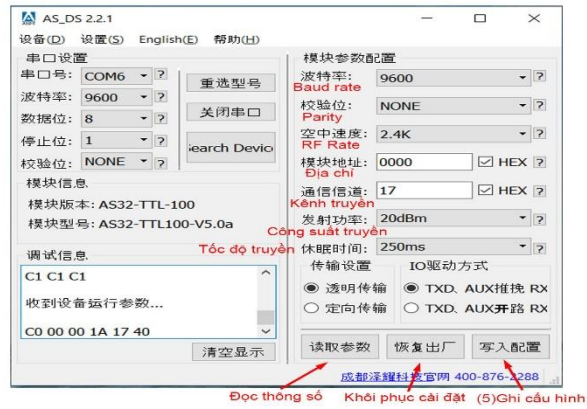 AS_DS 2.2.1
设备(D) 设置(S) English(E) 帮助(H)
串口设置
串口号: COM6 ?
波特率: 9600 ?
数据位: 8 ?
停止位: 1 ?
校验位: NONE ?
重选型号
关闭串口
earch Devic
模块信息
模块版本: AS32-TTL-100
模块型号: AS32-TTL100-V5.0a
调试信息
C1 C1 C1
收到设备运行参数...
C0 00 00 1A 17 40
清空显示
模块参数配置
波特率: 9600 ?
Baud rate
校验位: NONE ?
Parity
空中速度: 2.4K ?
RF Rate
模块地址: 0000 HEX ?
Địa chỉ
通信信道: 17 HEX ?
Kênh truyền
发射功率: 20dBm ?
Công suất truyền
Tốc độ truyền 休眠时间: 250ms ?
传输设置
透明传输
定向传输
IO驱动方式
TXD、AUX推挽 RX
TXD、AUX开路 RX
读取参数 恢复出厂 写入配置
成都泽耀科技官网 400-876-2288
Đọc thông số Khôi phục cài đặt (5)Ghi cấu hình